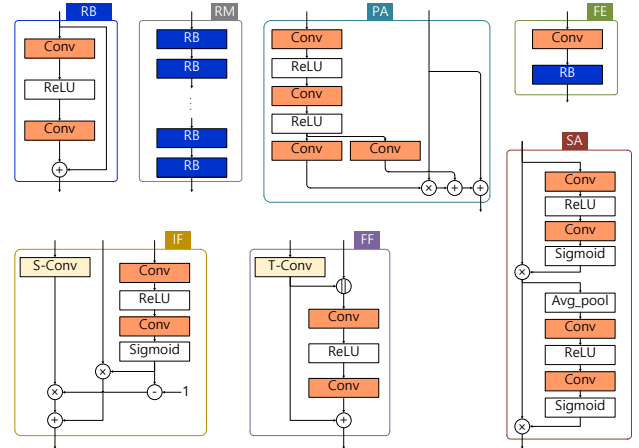 RB
Conv
ReLU
Conv
RM
RB
RB
RB
RB
PA
Conv
ReLU
Conv
ReLU
Conv
Conv
FE
Conv
RB
SA
Conv
ReLU
Conv
Sigmoid
Avg_pool
Conv
ReLU
Conv
Sigmoid
IF
S-Conv
Conv
ReLU
Conv
Sigmoid
1
FF
T-Conv
Conv
ReLU
Conv